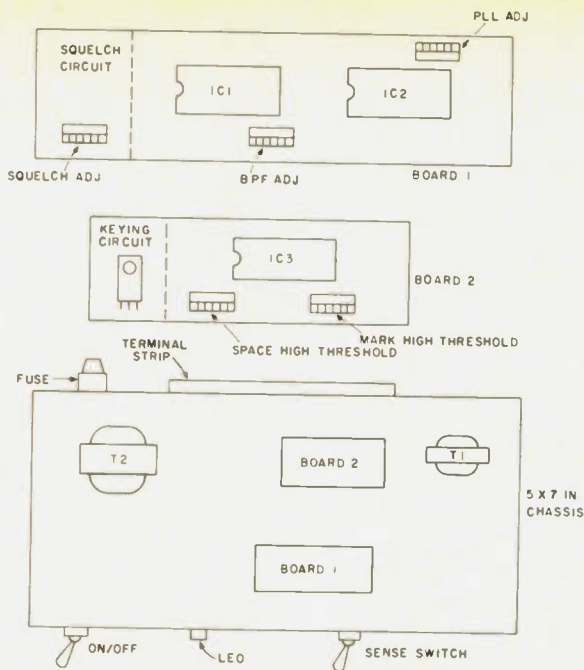 PLL ADJ
SQUELCH
CIRCUIT
IC1
IC2
SQUELCH ADJ
BPF ADJ
BOARD 1
KEYING
CIRCUIT
IC3
BOARD 2
SPACE HIGH THRESHOLD
MARK HIGH THRESHOLD
TERMINAL
STRIP
FUSE
T2
BOARD 2
T1
5 X 7 IN
CHASSIS
BOARD 1
ON/OFF
LED
SENSE SWITCH